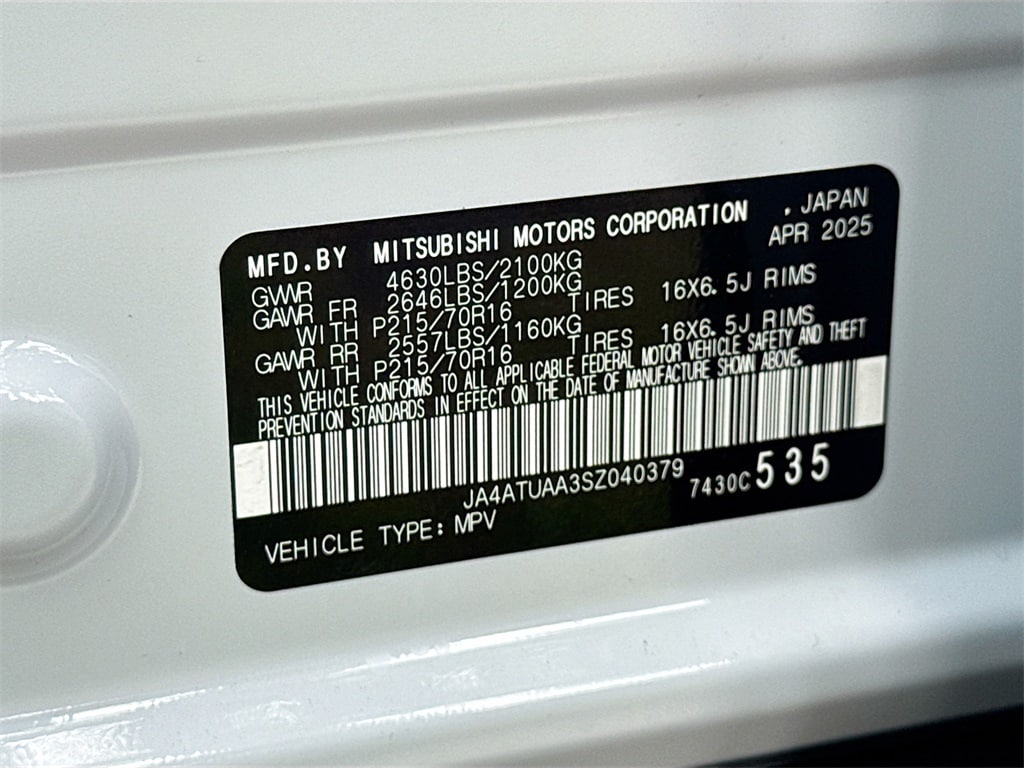 MFD.BY MITSUBISHI MOTORS CORPORATION . JAPAN
APR 2025
GVWR 4630LBS/2100KG
GAWR FR 2646LBS/1200KG
WITH P215/70R16 TIRES 16X6.5J RIMS
GAWR RR 2557LBS/1160KG
WITH P215/70R16 TIRES 16X6.5J RIMS
THIS VEHICLE CONFORMS TO ALL APPLICABLE FEDERAL MOTOR VEHICLE SAFETY AND THEFT
PREVENTION STANDARDS IN EFFECT ON THE DATE OF MANUFACTURE SHOWN ABOVE.
JA4ATUAA3SZ040379 7430C 535
VEHICLE TYPE: MPV